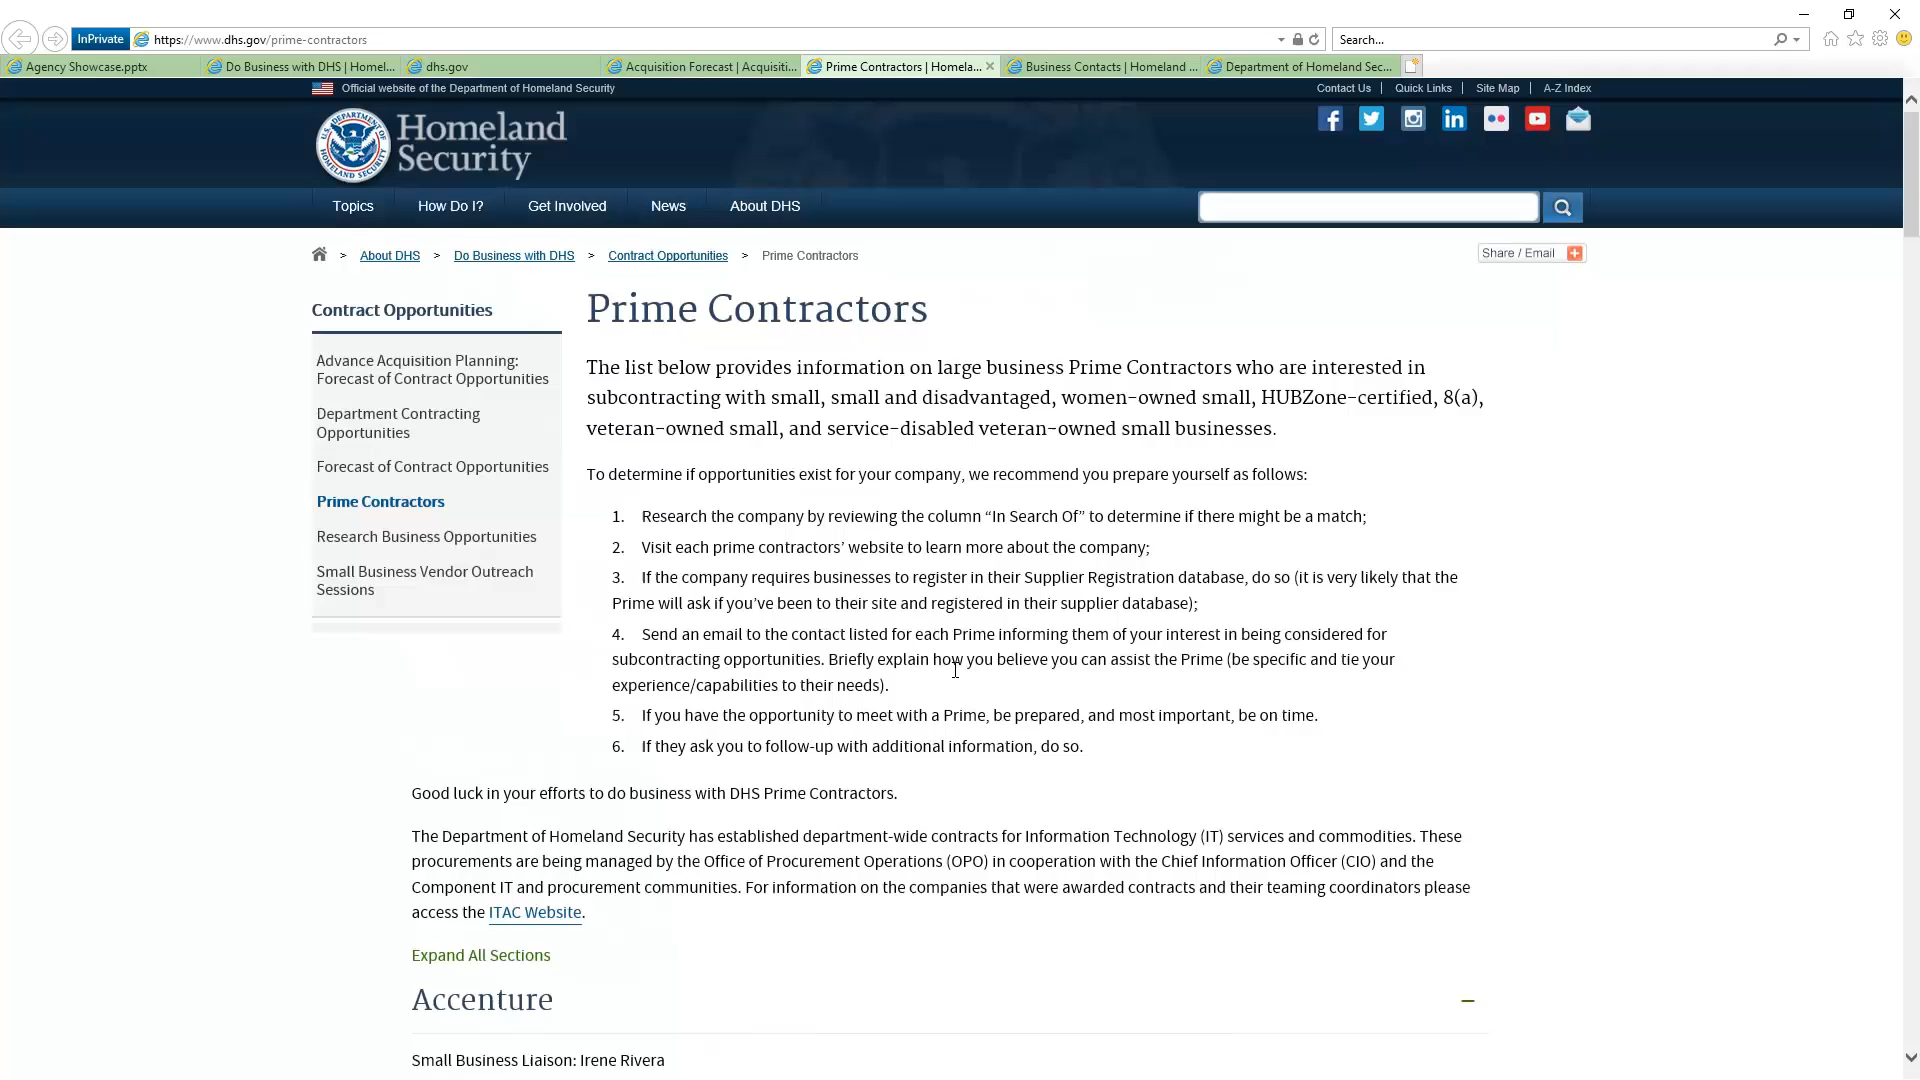 InPrivate
https://www.dhs.gov/prime-contractors
Search...
Agency Showcase.pptx
Do Business with DHS | Homel...
dhs.gov
Acquisition Forecast | Acquisiti...
Prime Contractors | Homela...
Business Contacts | Homeland ...
Department of Homeland Sec...
Official website of the Department of Homeland Security
Contact Us
Quick Links
Site Map
A-Z Index
Homeland
Security
Topics
How Do I?
Get Involved
News
About DHS
> About DHS > Do Business with DHS > Contract Opportunities > Prime Contractors
Share / Email
Contract Opportunities
Advance Acquisition Planning:
Forecast of Contract Opportunities
Department Contracting
Opportunities
Forecast of Contract Opportunities
Prime Contractors
Research Business Opportunities
Small Business Vendor Outreach
Sessions
Prime Contractors
The list below provides information on large business Prime Contractors who are interested in
subcontracting with small, small and disadvantaged, women-owned small, HUBZone-certified, 8(a),
veteran-owned small, and service-disabled veteran-owned small businesses.
To determine if opportunities exist for your company, we recommend you prepare yourself as follows:
1. Research the company by reviewing the column “In Search Of” to determine if there might be a match;
2. Visit each prime contractors’ website to learn more about the company;
3. If the company requires businesses to register in their Supplier Registration database, do so (it is very likely that the
Prime will ask if you’ve been to their site and registered in their supplier database);
4. Send an email to the contact listed for each Prime informing them of your interest in being considered for
subcontracting opportunities. Briefly explain how you believe you can assist the Prime (be specific and tie your
experience/capabilities to their needs).
5. If you have the opportunity to meet with a Prime, be prepared, and most important, be on time.
6. If they ask you to follow-up with additional information, do so.
Good luck in your efforts to do business with DHS Prime Contractors.
The Department of Homeland Security has established department-wide contracts for Information Technology (IT) services and commodities. These
procurements are being managed by the Office of Procurement Operations (OPO) in cooperation with the Chief Information Officer (CIO) and the
Component IT and procurement communities. For information on the companies that were awarded contracts and their teaming coordinators please
access the ITAC Website.
Expand All Sections
Accenture
Small Business Liaison: Irene Rivera